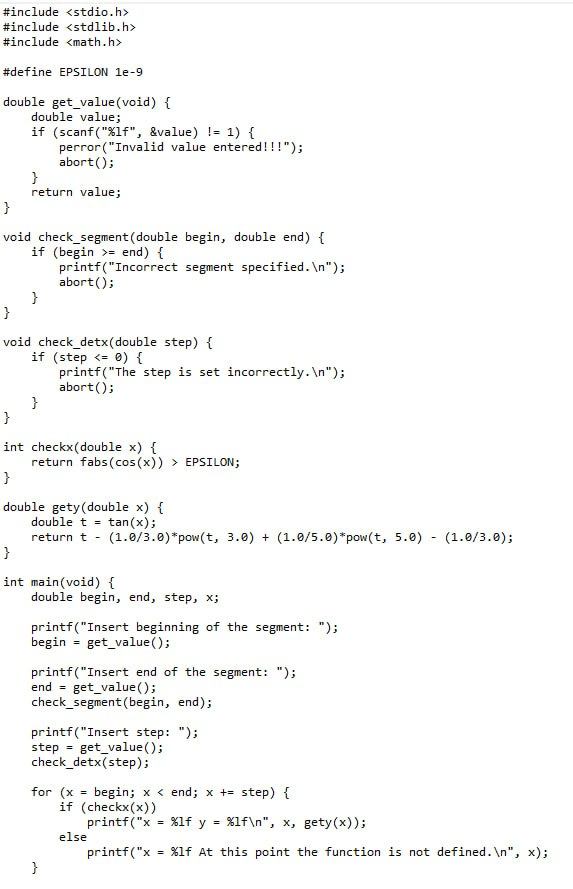 #include <stdio.h>
#include <stdlib.h>
#include <math.h>

#define EPSILON 1e-9

double get_value(void) {
    double value;
    if (scanf("%lf", &value) != 1) {
        perror("Invalid value entered!!!");
        abort();
    }
    return value;
}

void check_segment(double begin, double end) {
    if (begin >= end) {
        printf("Incorrect segment specified.\n");
        abort();
    }
}

void check_detx(double step) {
    if (step <= 0) {
        printf("The step is set incorrectly.\n");
        abort();
    }
}

int checkx(double x) {
    return fabs(cos(x)) > EPSILON;
}

double gety(double x) {
    double t = tan(x);
    return t - (1.0/3.0)*pow(t, 3.0) + (1.0/5.0)*pow(t, 5.0) - (1.0/3.0);
}

int main(void) {
    double begin, end, step, x;

    printf("Insert beginning of the segment: ");
    begin = get_value();

    printf("Insert end of the segment: ");
    end = get_value();
    check_segment(begin, end);

    printf("Insert step: ");
    step = get_value();
    check_detx(step);

    for (x = begin; x < end; x += step) {
        if (checkx(x))
            printf("x = %lf y = %lf\n", x, gety(x));
        else
            printf("x = %lf At this point the function is not defined.\n", x);
    }